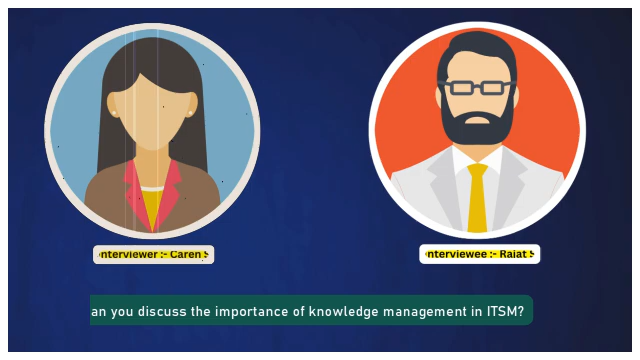 nterviewer :- Caren :-
nterviewee :- Rajat :-
an you discuss the importance of knowledge management in ITSM?